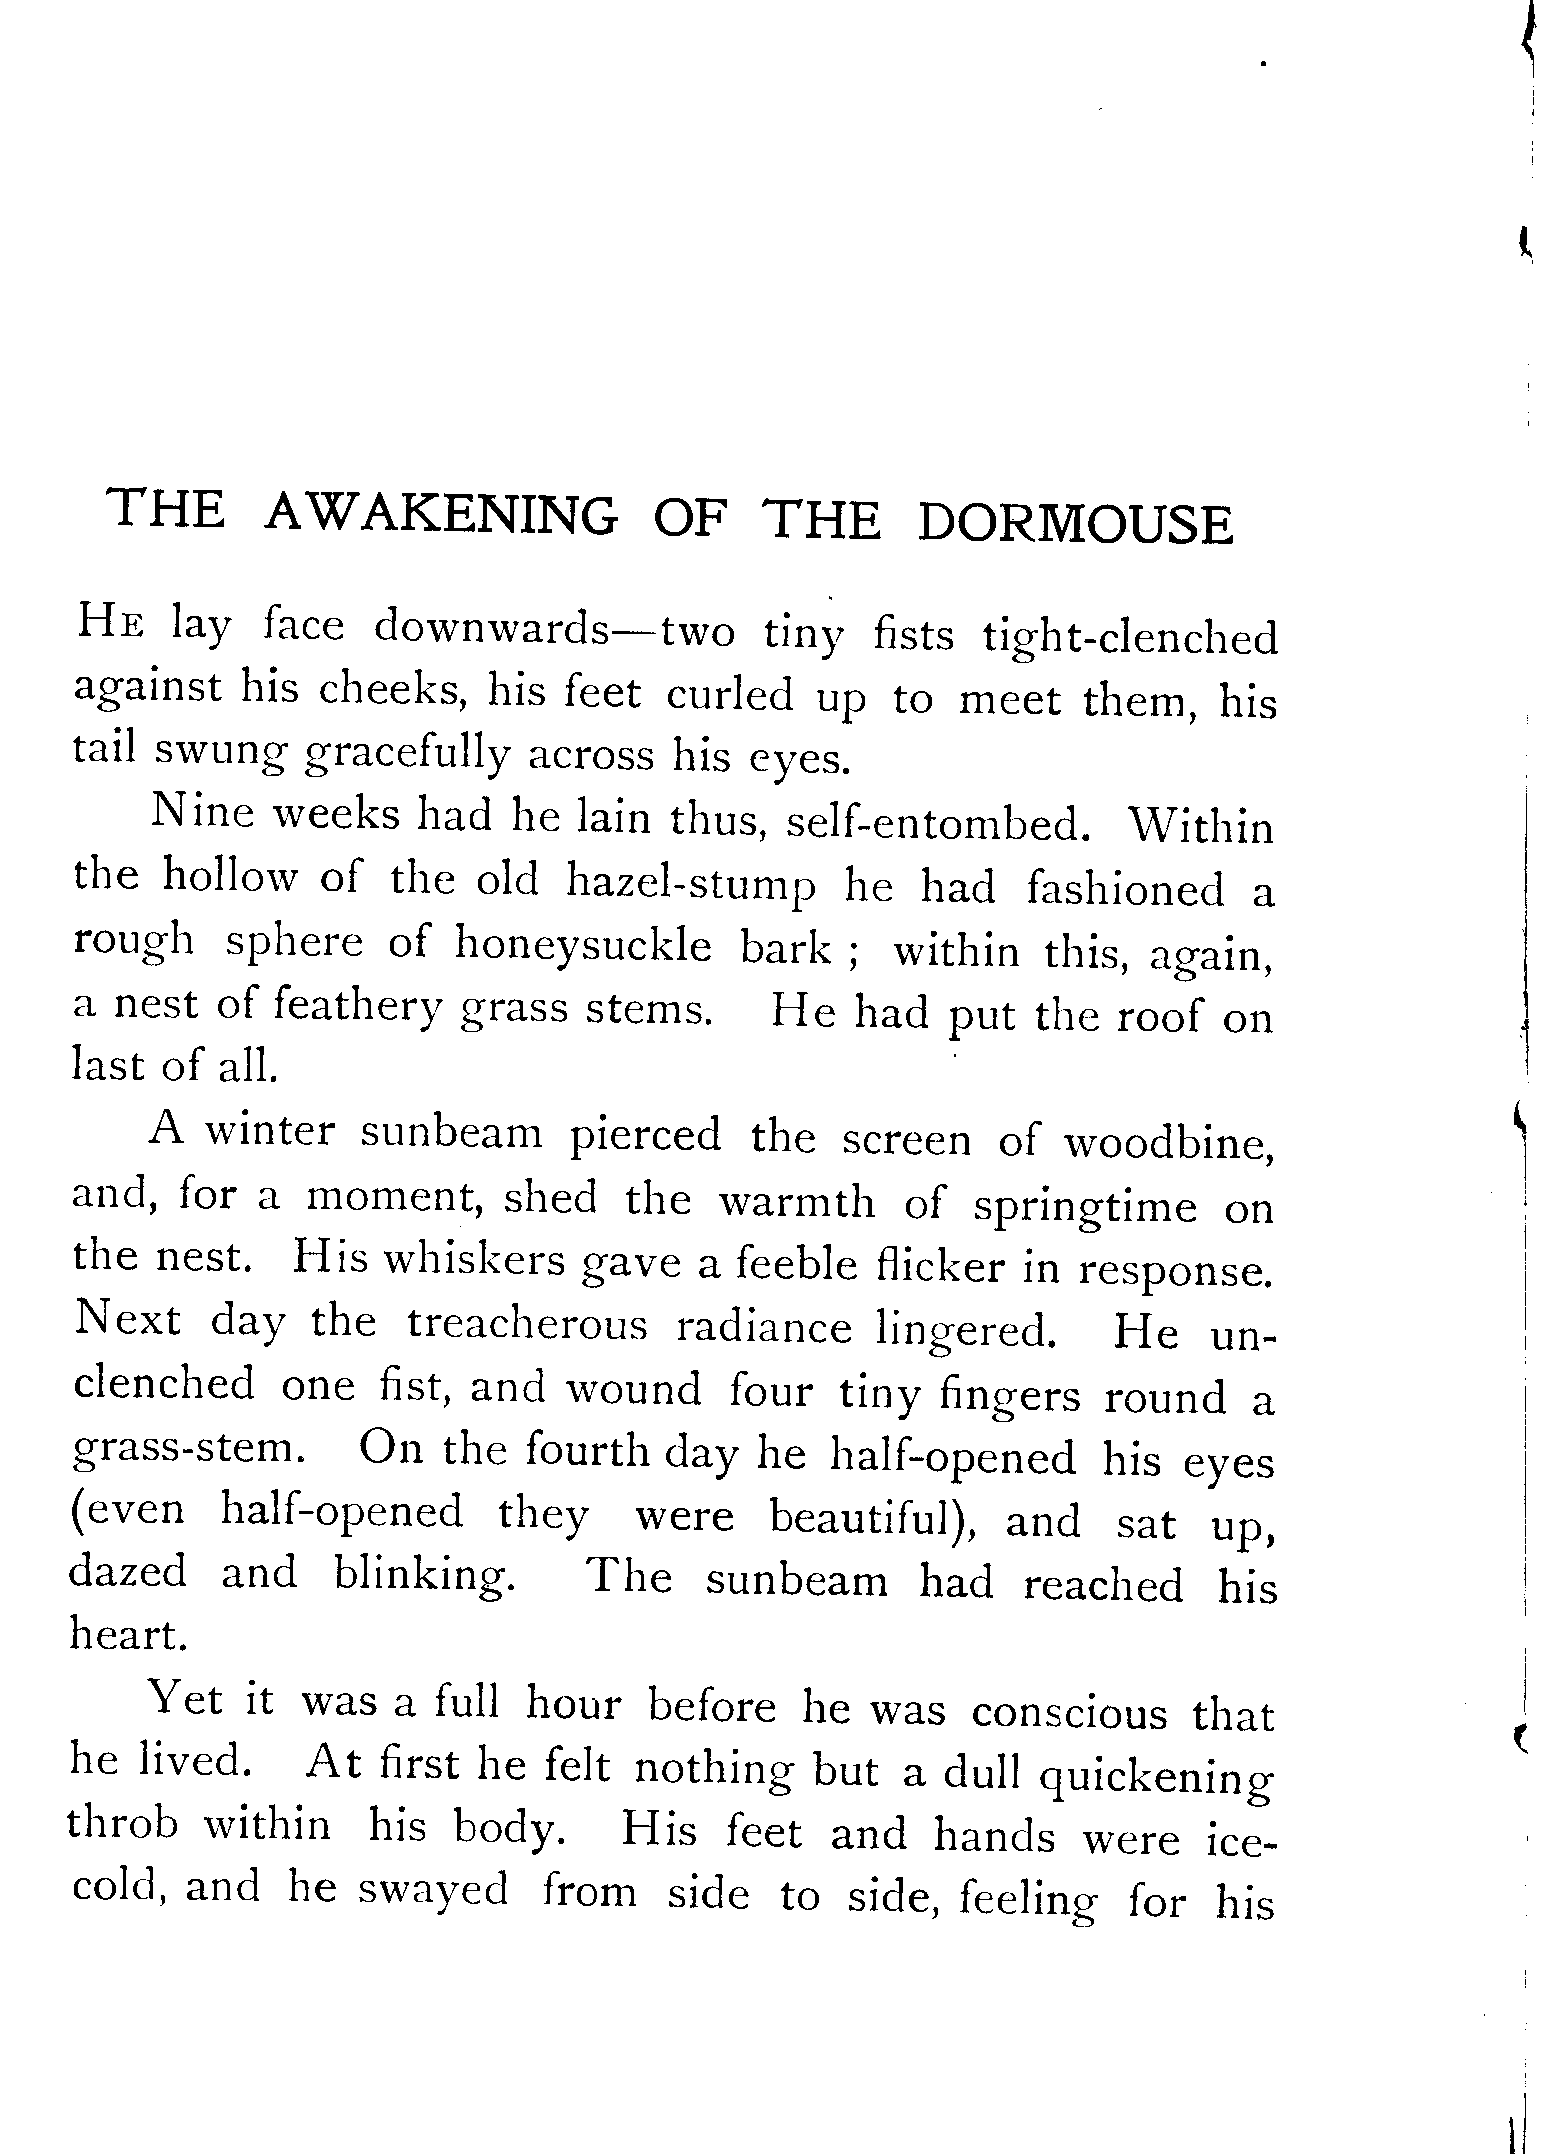 THE AWAKENING OF THE DORMOUSE
HE lay face downwards—two tiny fists tight-clenched
against his cheeks, his feet curled up to meet them, his
tail swung gracefully across his eyes.
Nine weeks had he lain thus, self-entombed. Within
the hollow of the old hazel-stump he had fashioned a
rough sphere of honeysuckle bark ; within this, again,
a nest of feathery grass stems. He had put the roof on
last of all.
A winter sunbeam pierced the screen of woodbine,
and, for a moment, shed the warmth of springtime on
the nest. His whiskers gave a feeble flicker in response.
Next day the treacherous radiance lingered. He un-
clenched one fist, and wound four tiny fingers round a
grass-stem. On the fourth day he half-opened his eyes
(even half-opened they were beautiful), and sat up,
dazed and blinking. The sunbeam had reached his
heart.
Yet it was a full hour before he was conscious that
he lived. At first he felt nothing but a dull quickening
throb within his body. His feet and hands were ice-
cold, and he swayed from side to side, feeling for his